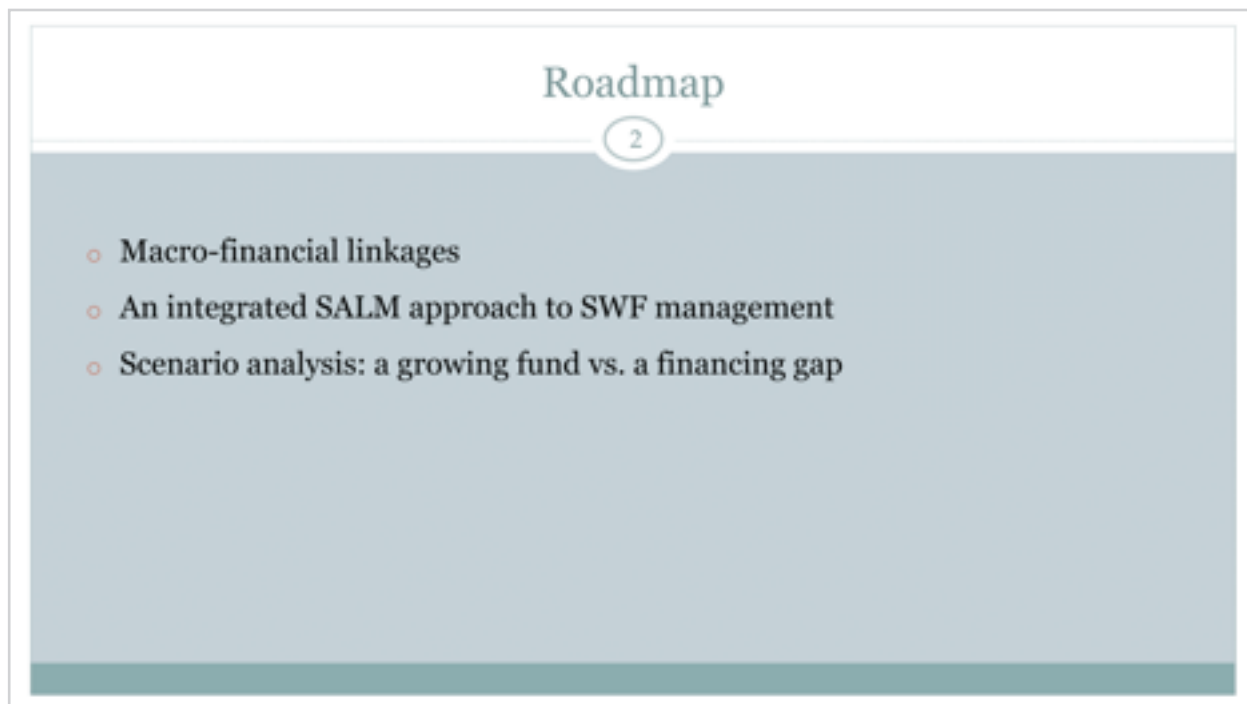 Roadmap
2
Macro-financial linkages
An integrated SALM approach to SWF management
Scenario analysis: a growing fund vs. a financing gap